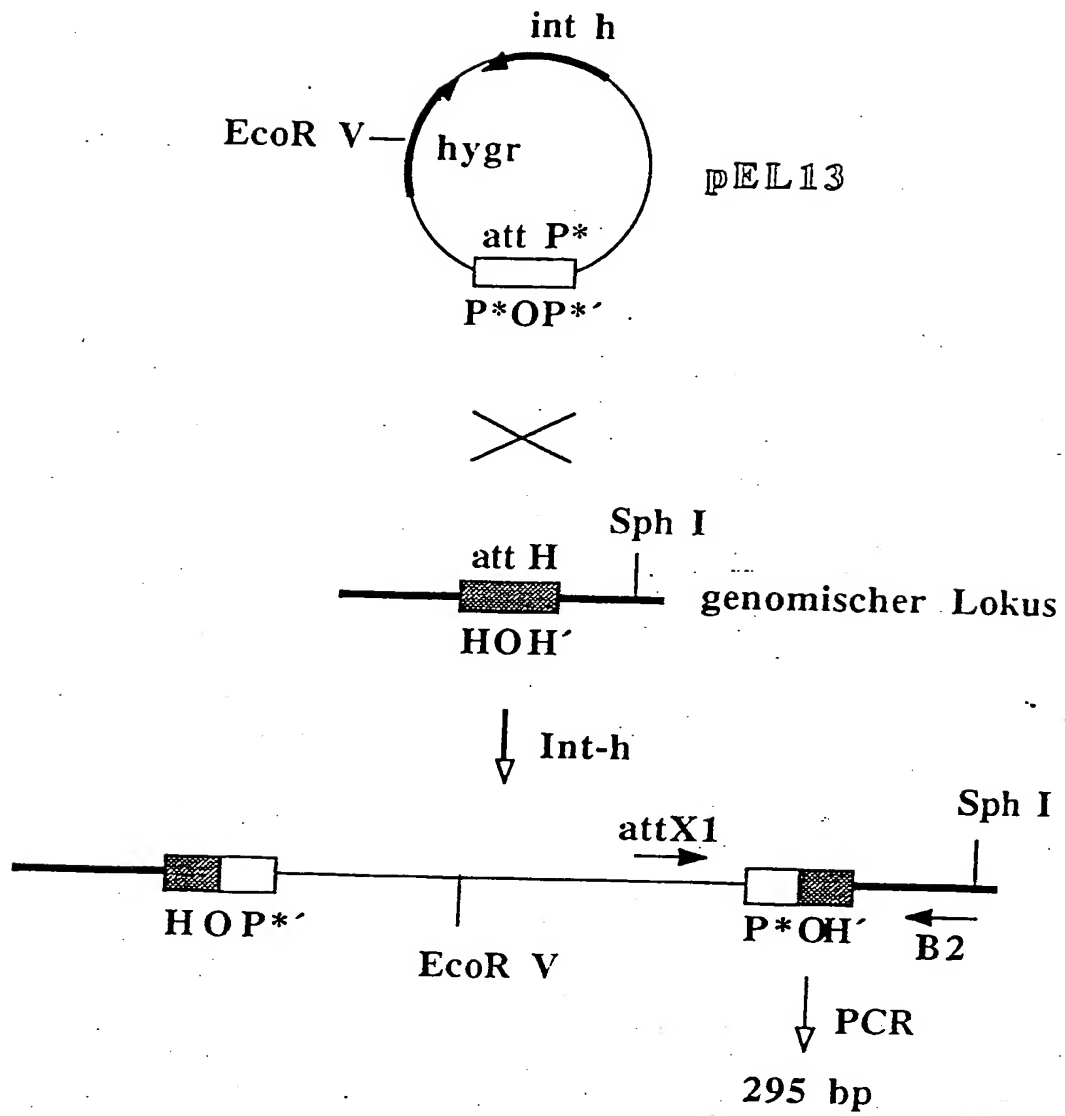 int h
EcoR V
hygr
pEL13
att P*
P*OP*´
Sph I
att H
genomischer Lokus
HOH´
Int-h
Sph I
attX1
HOP*´
P*OH´
EcoR V
B2
PCR
295 bp